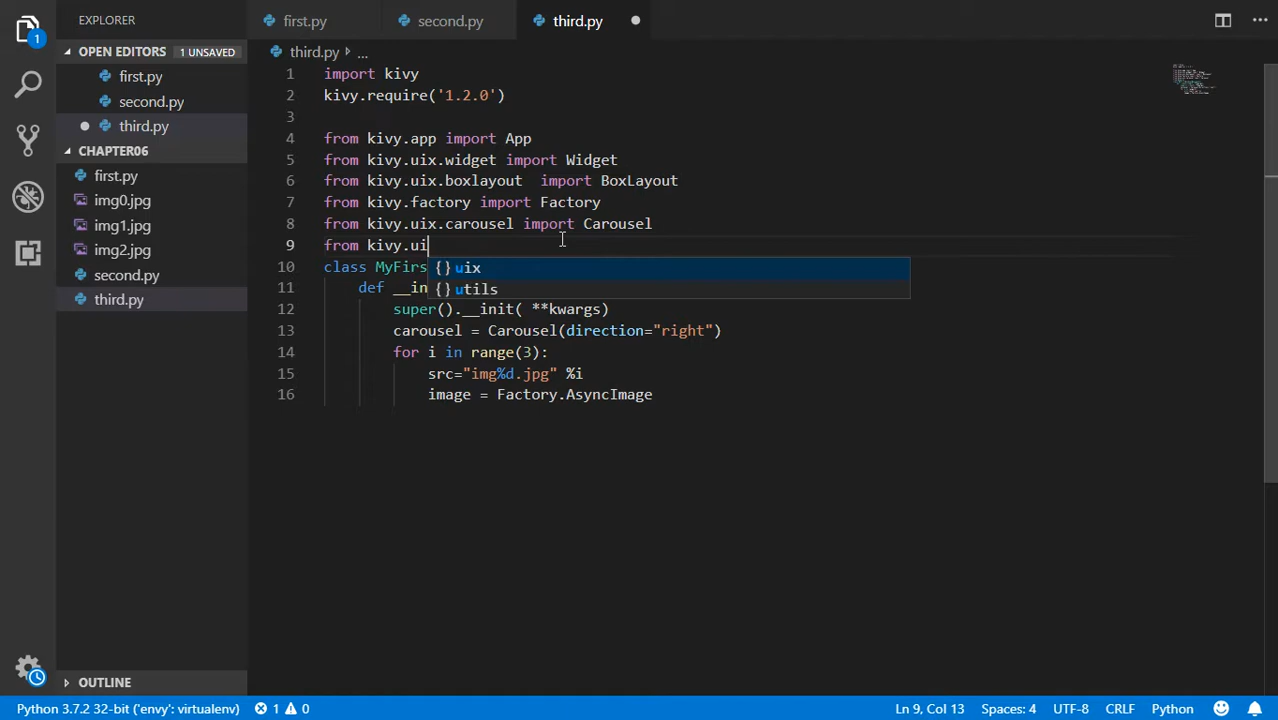 EXPLORER
first.py
second.py
third.py
OPEN EDITORS 1 UNSAVED
first.py
second.py
third.py
CHAPTER06
first.py
img0.jpg
img1.jpg
img2.jpg
second.py
third.py
OUTLINE
1
third.py ...
1 import kivy
2 kivy.require('1.2.0')
3
4 from kivy.app import App
5 from kivy.uix.widget import Widget
6 from kivy.uix.boxlayout  import BoxLayout
7 from kivy.factory import Factory
8 from kivy.uix.carousel import Carousel
9 from kivy.ui
10 class MyFirs
{} uix
11 def __in
{} utils
12 super().__init( **kwargs)
13 carousel = Carousel(direction="right")
14 for i in range(3):
15 src="img%d.jpg" %i
16 image = Factory.AsyncImage
Python 3.7.2 32-bit ('envy': virtualenv) 1 0 Ln 9, Col 13 Spaces: 4 UTF-8 CRLF Python